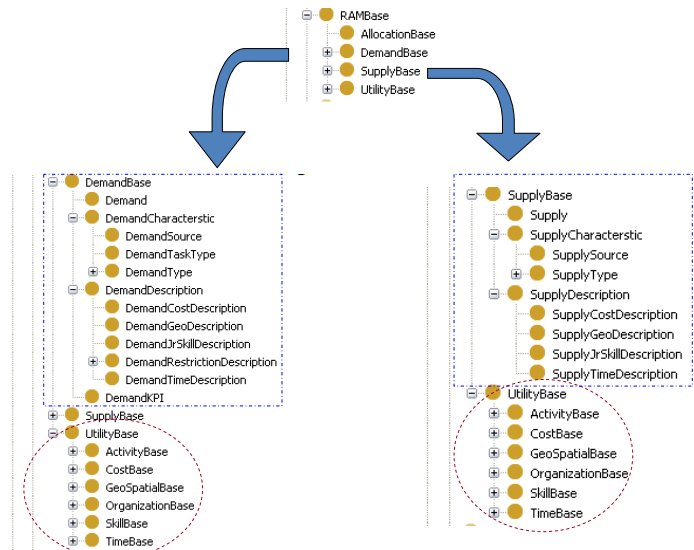 RAMBase
AllocationBase
DemandBase
SupplyBase
UtilityBase
DemandBase
Demand
DemandCharacterstic
DemandSource
DemandTaskType
DemandType
DemandDescription
DemandCostDescription
DemandGeoDescription
DemandJrSkillDescription
DemandRestrictionDescription
DemandTimeDescription
DemandKPI
SupplyBase
UtilityBase
ActivityBase
CostBase
GeoSpatialBase
OrganizationBase
SkillBase
TimeBase
SupplyBase
Supply
SupplyCharacterstic
SupplySource
SupplyType
SupplyDescription
SupplyCostDescription
SupplyGeoDescription
SupplyJrSkillDescription
SupplyTimeDescription
UtilityBase
ActivityBase
CostBase
GeoSpatialBase
OrganizationBase
SkillBase
TimeBase